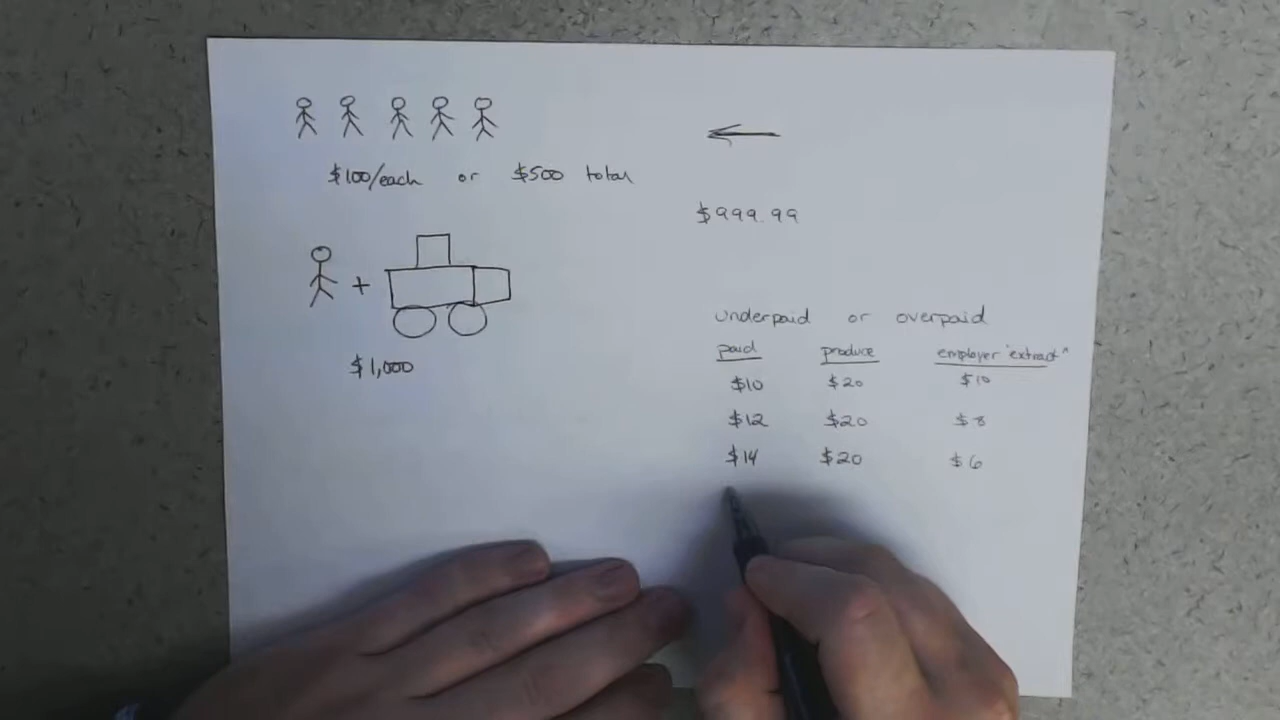 $100/each or $500 total
$999.99
+
$1,000
underpaid or overpaid
paid produce employer "extract"
$10 $20 $10
$12 $20 $8
$14 $20 $6